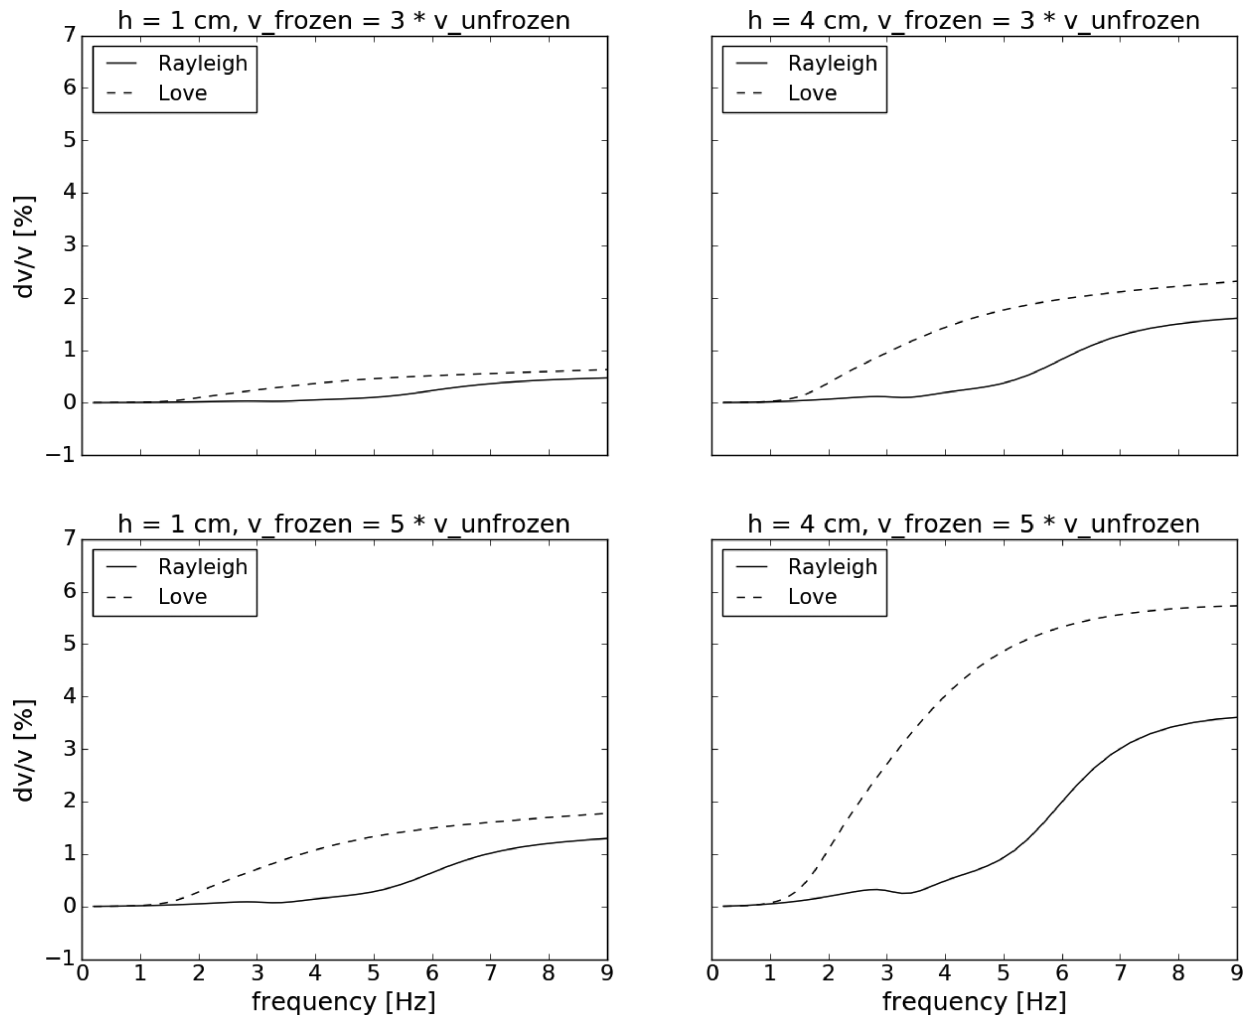 h = 1 cm, v_frozen = 3 * v_unfrozen
h = 4 cm, v_frozen = 3 * v_unfrozen
7
6
5
4
3
2
1
0
−1
dv/v [%]
Rayleigh
Love
Rayleigh
Love
h = 1 cm, v_frozen = 5 * v_unfrozen
h = 4 cm, v_frozen = 5 * v_unfrozen
7
6
5
4
3
2
1
0
−1
dv/v [%]
Rayleigh
Love
Rayleigh
Love
0 1 2 3 4 5 6 7 8 9
0 1 2 3 4 5 6 7 8 9
frequency [Hz]
frequency [Hz]